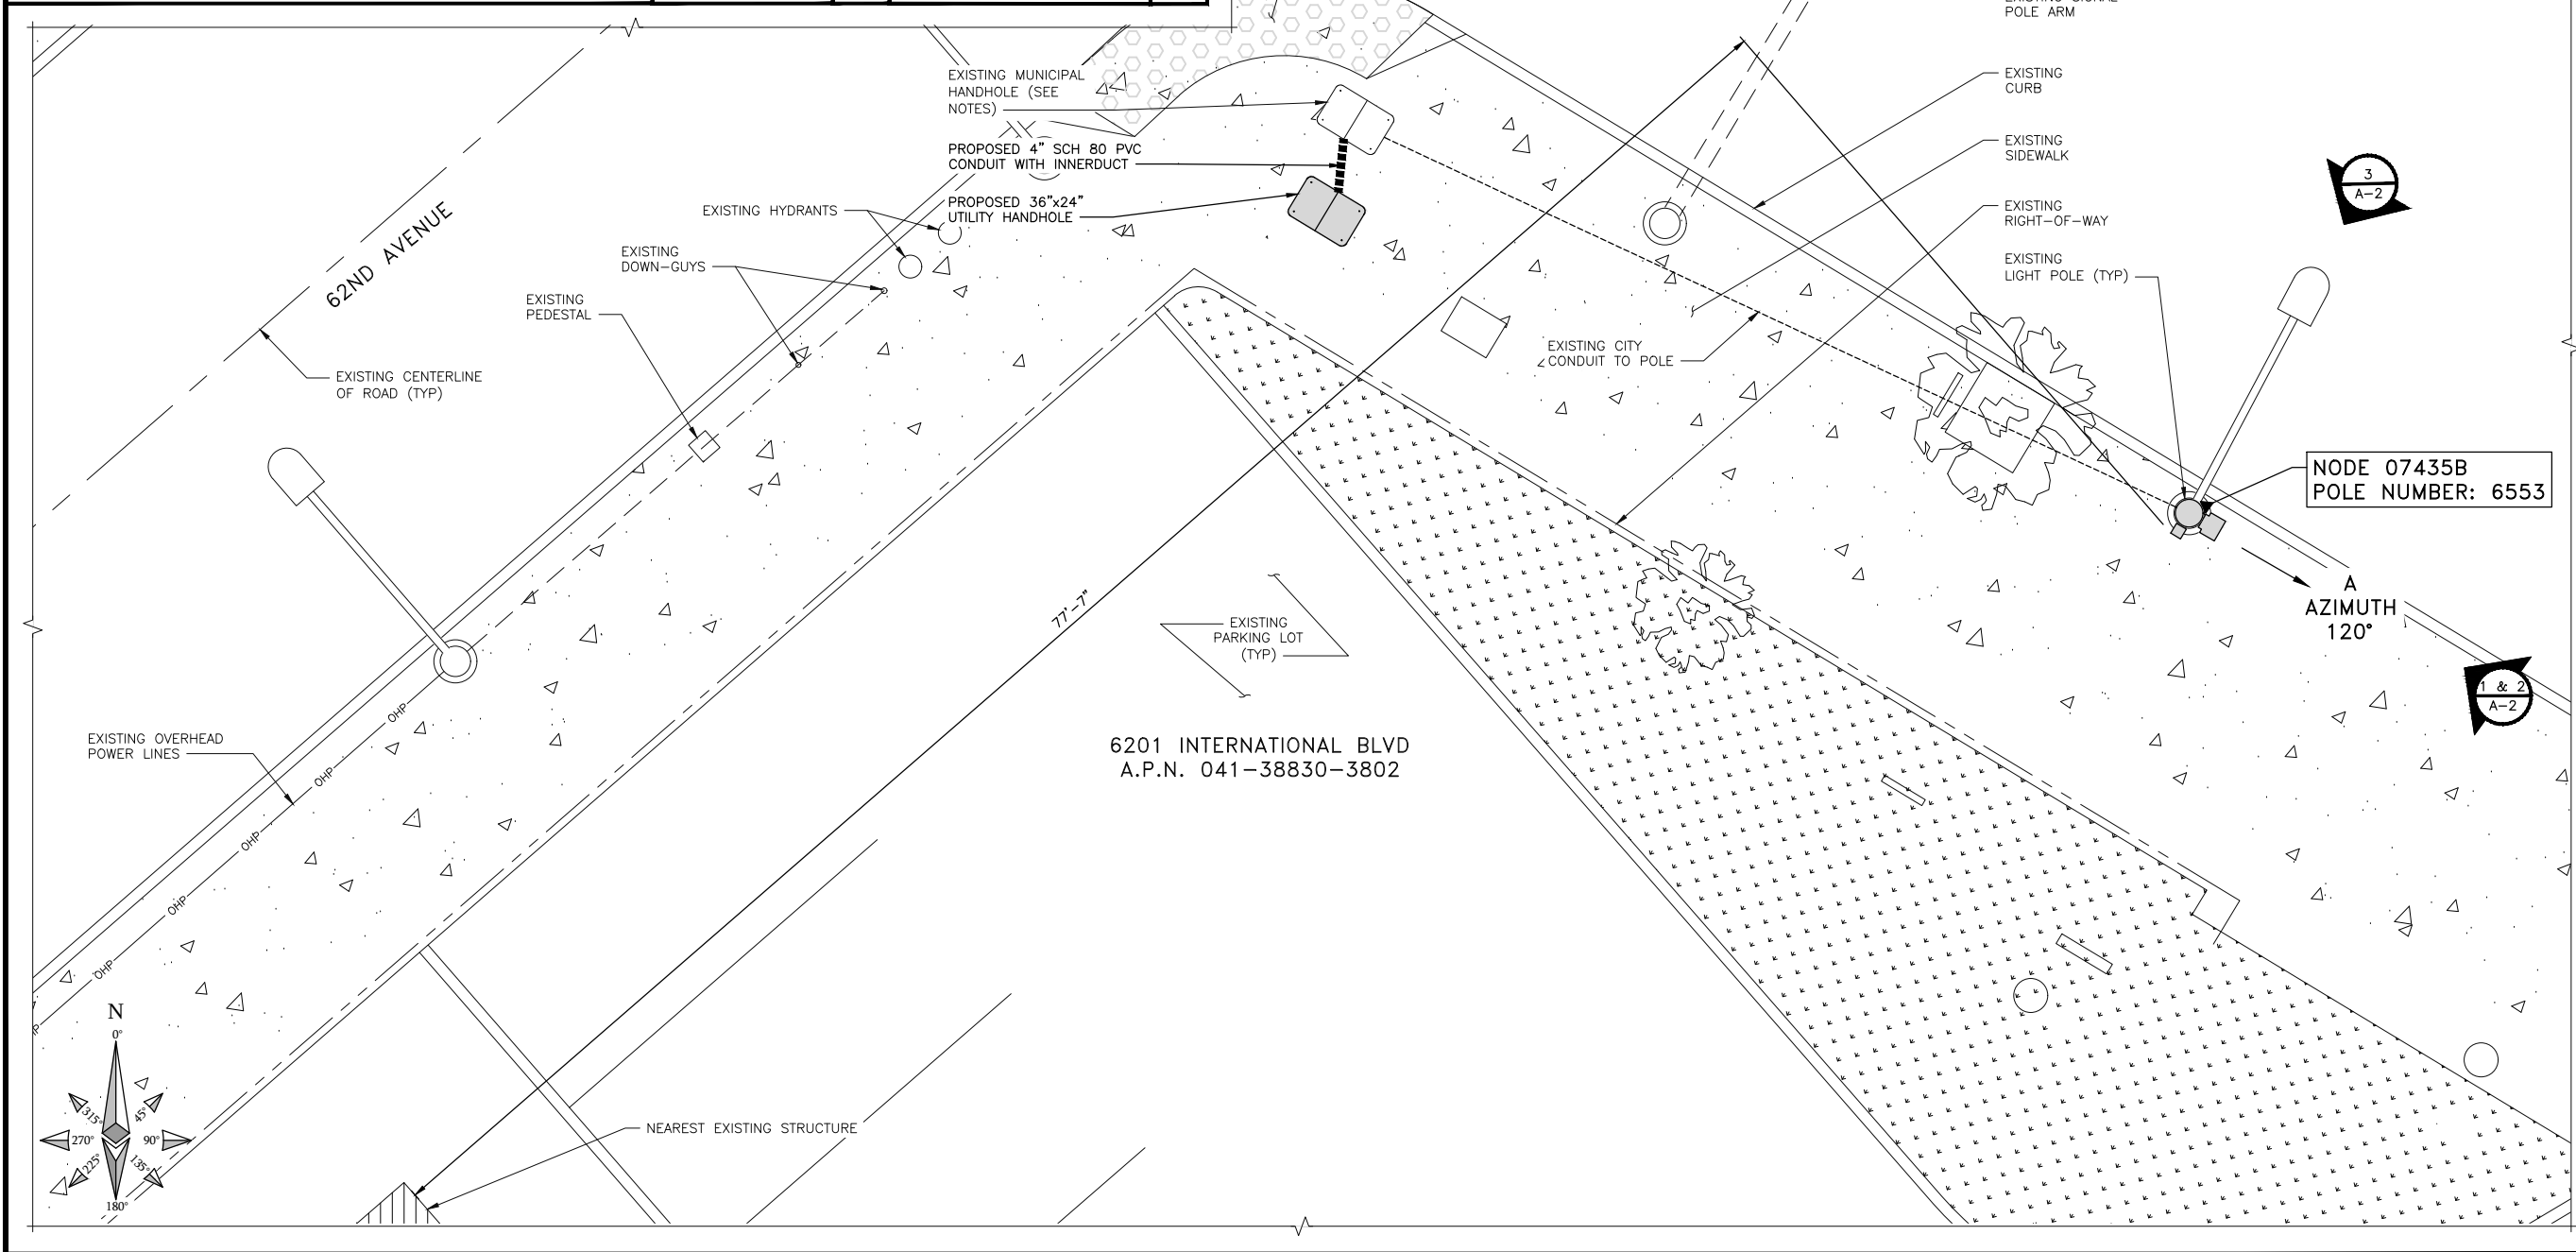 POLE ARM
EXISTING MUNICIPAL
HANDHOLE (SEE
NOTES)
EXISTING
CURB
PROPOSED 4" SCH 80 PVC
CONDUIT WITH INNERDUCT
EXISTING
SIDEWALK
3
A-2
PROPOSED 36"x24"
UTILITY HANDHOLE
EXISTING HYDRANTS
EXISTING
RIGHT-OF-WAY
62ND AVENUE
EXISTING
DOWN-GUYS
EXISTING
LIGHT POLE (TYP)
EXISTING
PEDESTAL
EXISTING CITY
CONDUIT TO POLE
EXISTING CENTERLINE
OF ROAD (TYP)
NODE 07435B
POLE NUMBER: 6553
77'-7"
A
AZIMUTH
120°
EXISTING
PARKING LOT
(TYP)
1 & 2
A-2
EXISTING OVERHEAD
POWER LINES
OHP
OHP
OHP
OHP
OHP
6201 INTERNATIONAL BLVD
A.P.N. 041-38830-3802
N
0°
315°
45°
270°
90°
225°
135°
180°
NEAREST EXISTING STRUCTURE